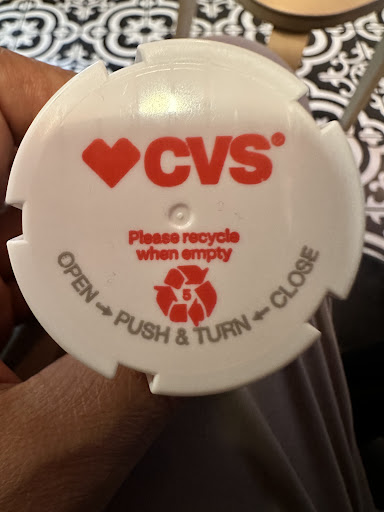 CVS®
Please recycle
when empty
5
OPEN → PUSH & TURN ← CLOSE